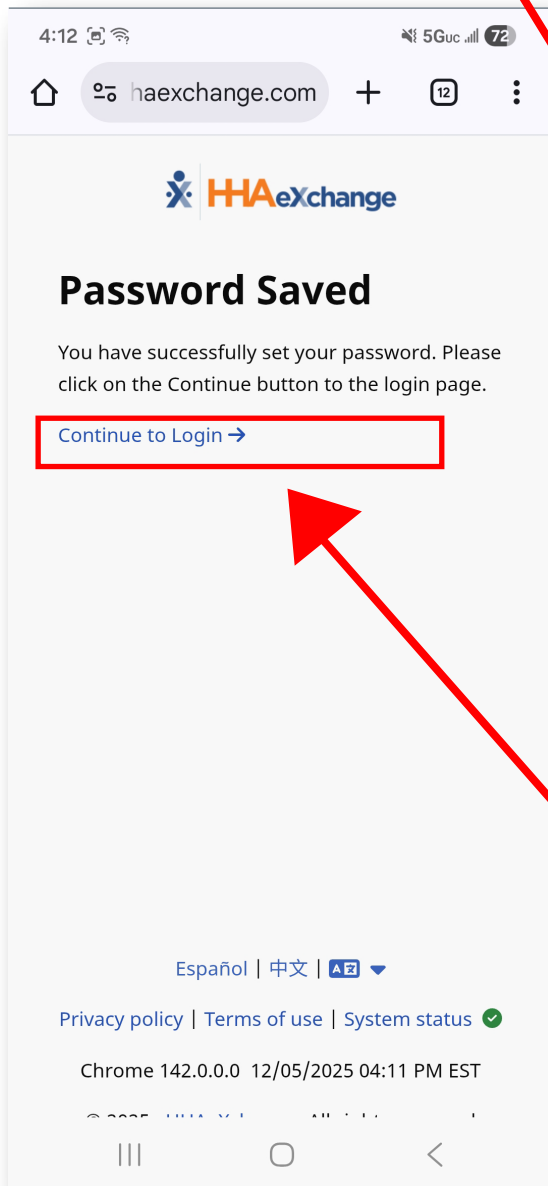 4:12
5G UC
72
haexchange.com
12
HHAeXchange
Password Saved
You have successfully set your password. Please
click on the Continue button to the login page.
Continue to Login →
Español | 中文 |
Privacy policy | Terms of use | System status
Chrome 142.0.0.0 12/05/2025 04:11 PM EST